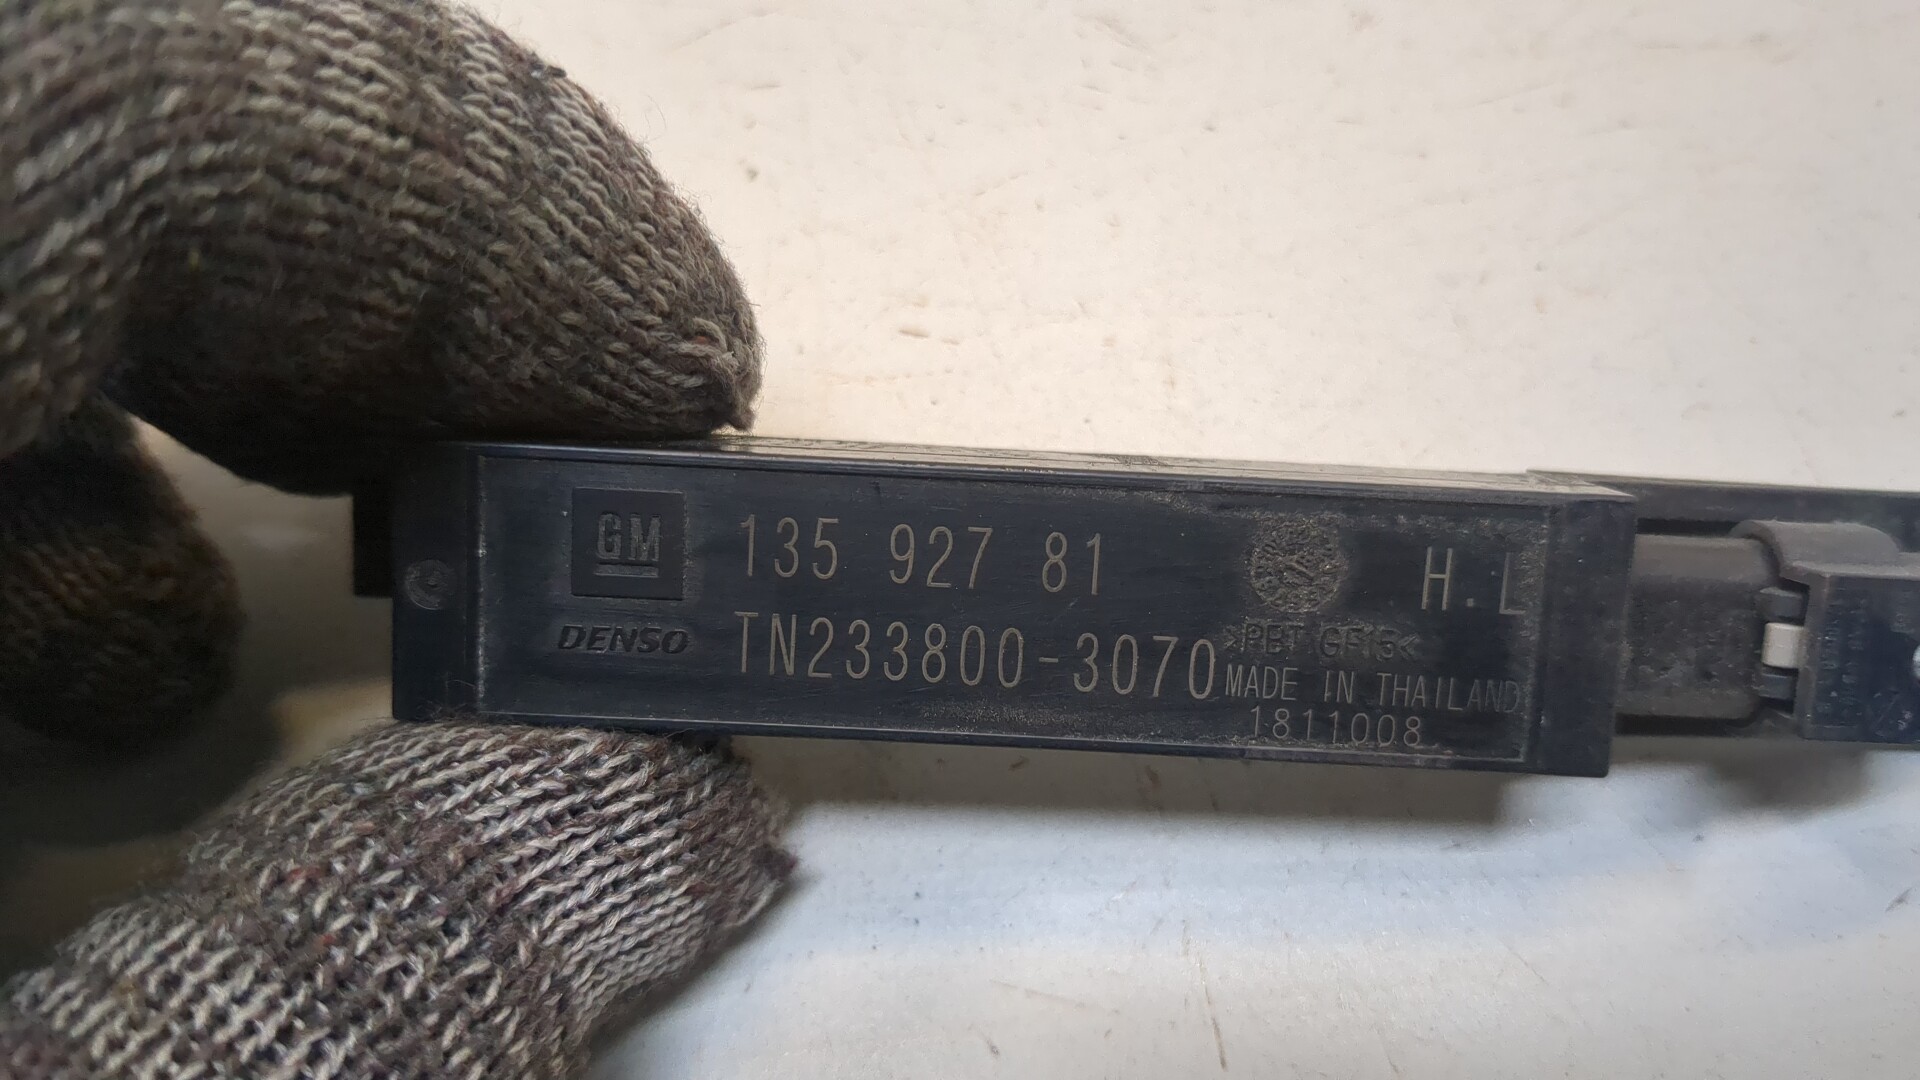 GM 135 927 81 H.L
DENSO TN233800-3070 >PBT GF15<
MADE IN THAILAND
1811008